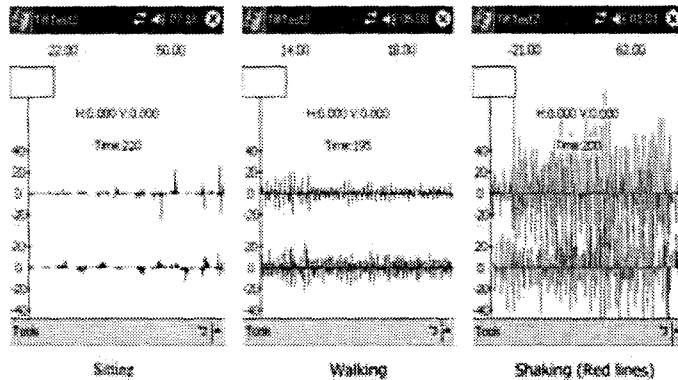 TiltTest2
TiltTest2
TiltTest2
-22.00 50.00
14.00 18.00
-21.00 62.00
H:0.000 V:0.000
H:0.000 V:0.000
H:0.000 V:0.000
Time:220
Time:195
Time:200
40
20
0
-20
20
0
-20
-40
40
20
0
-20
20
0
-20
-40
40
20
0
-20
20
0
-20
-40
Tools
Tools
Tools
Sitting
Walking
Shaking (Red lines)